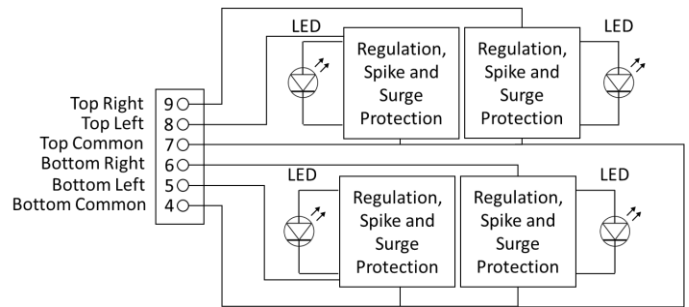 LED
LED
Regulation,
Spike and
Surge
Protection
Regulation,
Spike and
Surge
Protection
Top Right 9
Top Left 8
Top Common 7
Bottom Right 6
Bottom Left 5
Bottom Common 4
LED
LED
Regulation,
Spike and
Surge
Protection
Regulation,
Spike and
Surge
Protection